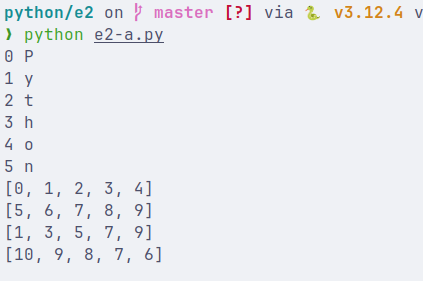 python/e2 on master [?] via 🐍 v3.12.4 v
❯ python e2-a.py
0 P
1 y
2 t
3 h
4 o
5 n
[0, 1, 2, 3, 4]
[5, 6, 7, 8, 9]
[1, 3, 5, 7, 9]
[10, 9, 8, 7, 6]